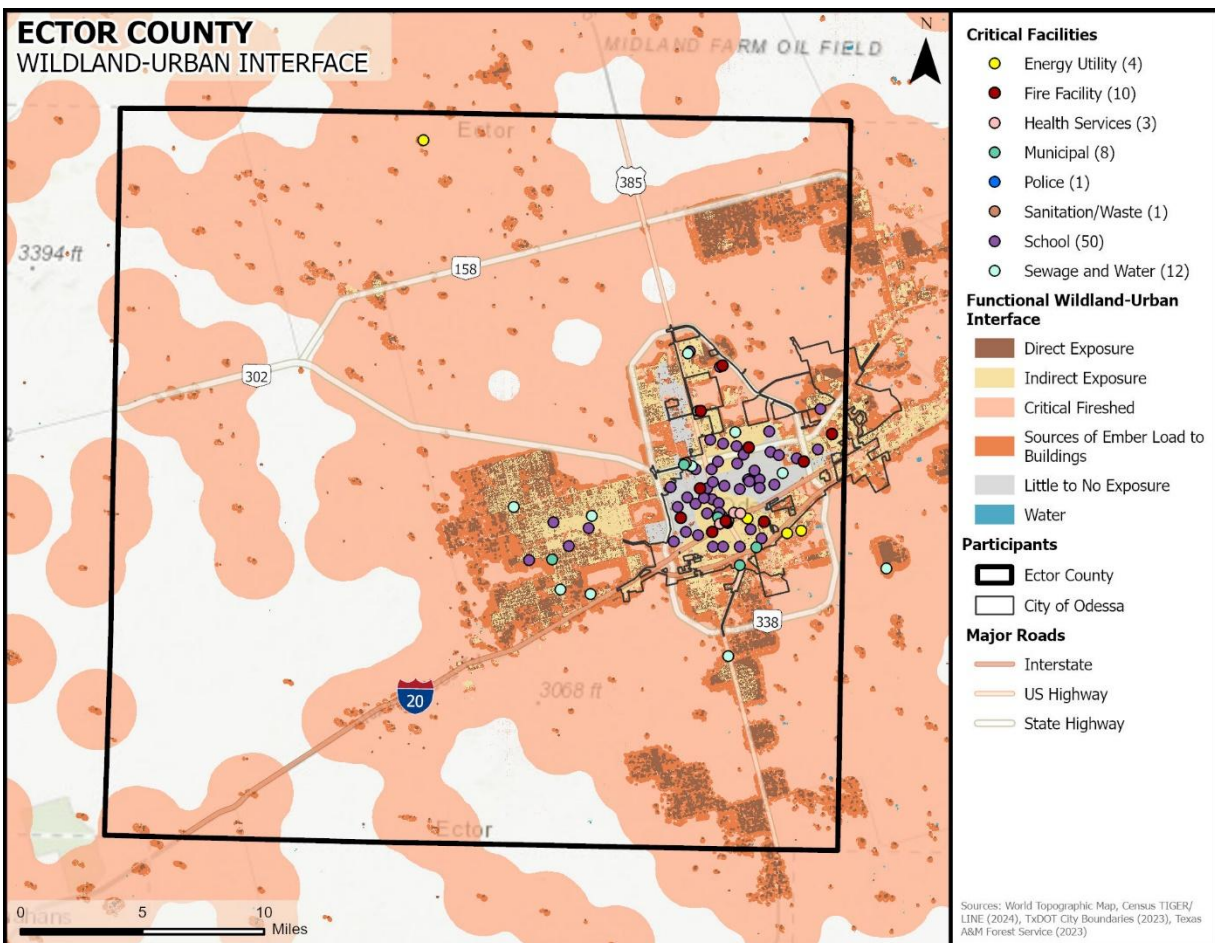 ECTOR COUNTY
WILDLAND-URBAN INTERFACE
MIDLAND FARM OIL FIELD
N
Ector
385
3394 ft
158
302
338
20
3068 ft
Ector
0 5 10
Miles
Critical Facilities
Energy Utility (4)
Fire Facility (10)
Health Services (3)
Municipal (8)
Police (1)
Sanitation/Waste (1)
School (50)
Sewage and Water (12)
Functional Wildland-Urban
Interface
Direct Exposure
Indirect Exposure
Critical Fireshed
Sources of Ember Load to
Buildings
Little to No Exposure
Water
Participants
Ector County
City of Odessa
Major Roads
Interstate
US Highway
State Highway
Sources: World Topographic Map, Census TIGER/
LINE (2024), TxDOT City Boundaries (2023), Texas
A&M Forest Service (2023)